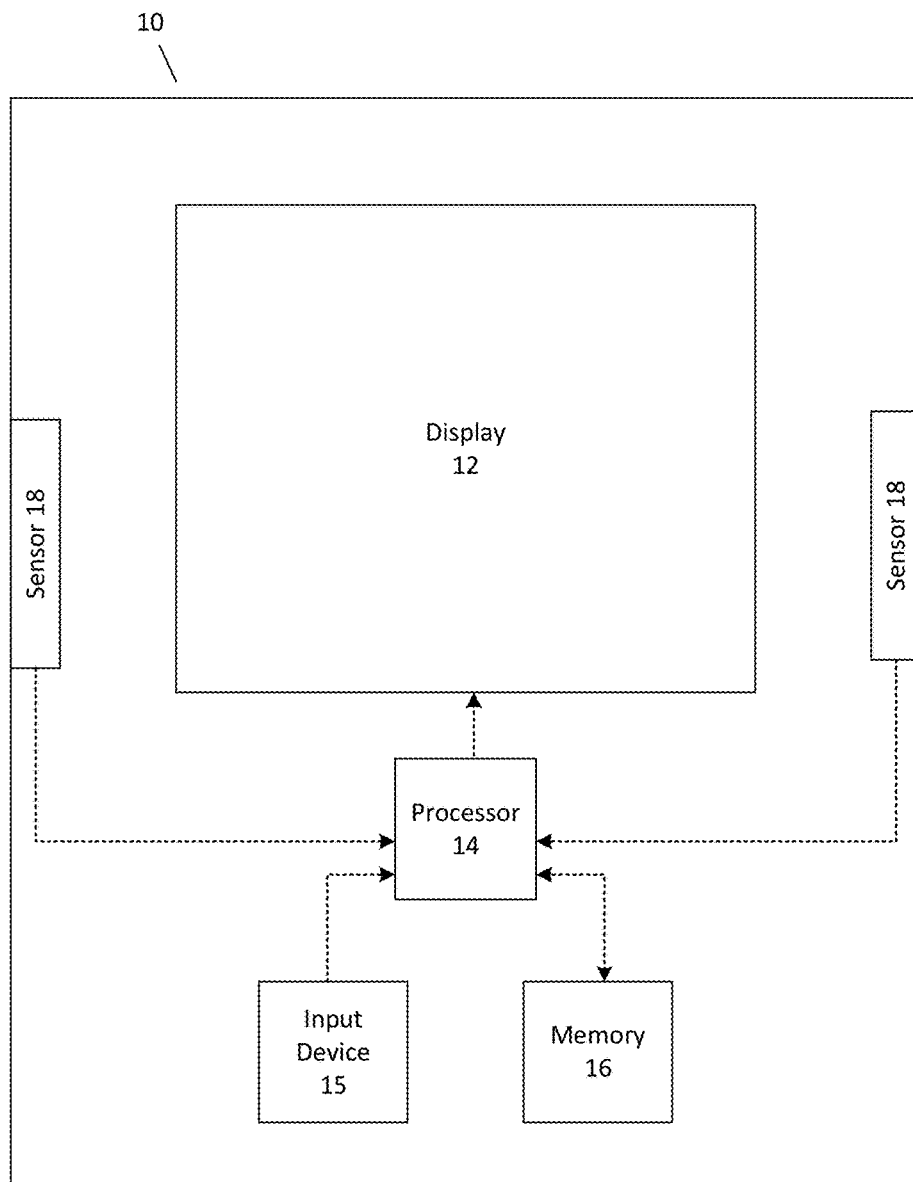 10
Display
12
Sensor 18
Sensor 18
Processor
14
Input
Device
15
Memory
16